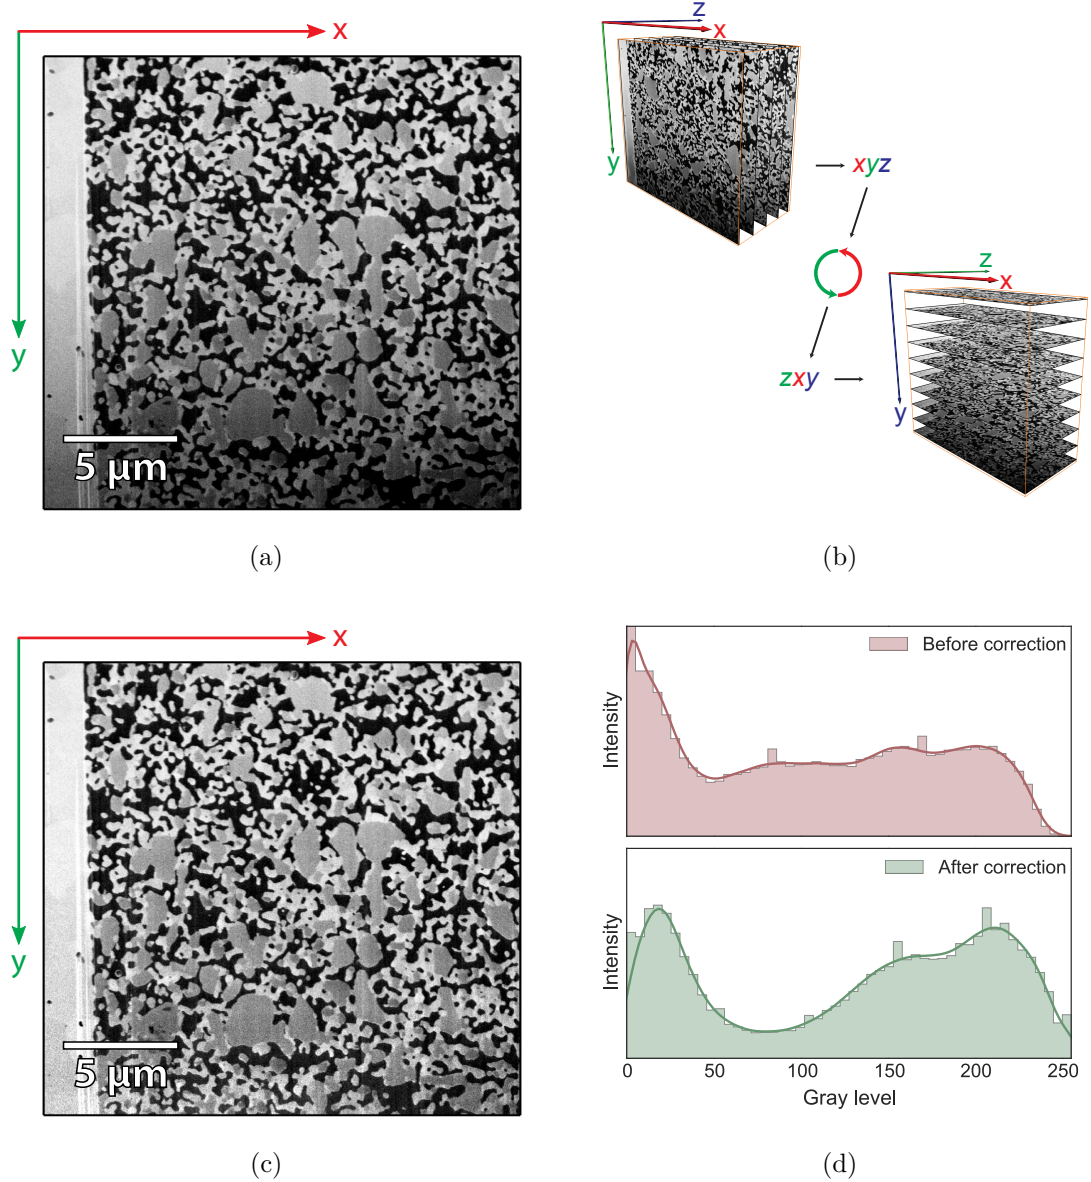 x
y
5 μm
(a)
z
x
y
xyz
z
x
y
zxy
(b)
x
y
5 μm
(c)
Before correction
Intensity
After correction
Intensity
0 50 100 150 200 250
Gray level
(d)